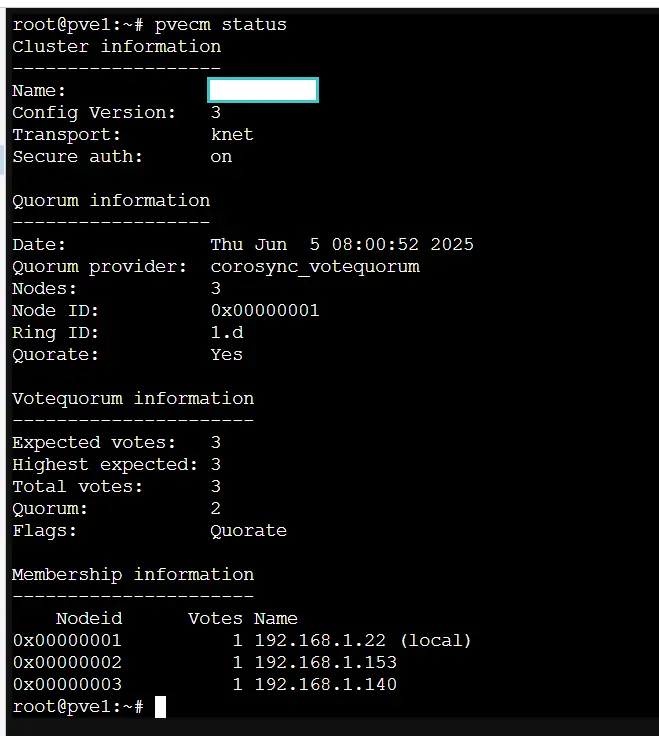 root@pve1:~# pvecm status
Cluster information
-------------------
Name:
Config Version:   3
Transport:        knet
Secure auth:      on

Quorum information
------------------
Date:             Thu Jun  5 08:00:52 2025
Quorum provider:  corosync_votequorum
Nodes:            3
Node ID:          0x00000001
Ring ID:          1.d
Quorate:          Yes

Votequorum information
----------------------
Expected votes:   3
Highest expected: 3
Total votes:      3
Quorum:           2
Flags:            Quorate

Membership information
----------------------
    Nodeid      Votes Name
0x00000001          1 192.168.1.22 (local)
0x00000002          1 192.168.1.153
0x00000003          1 192.168.1.140
root@pve1:~#